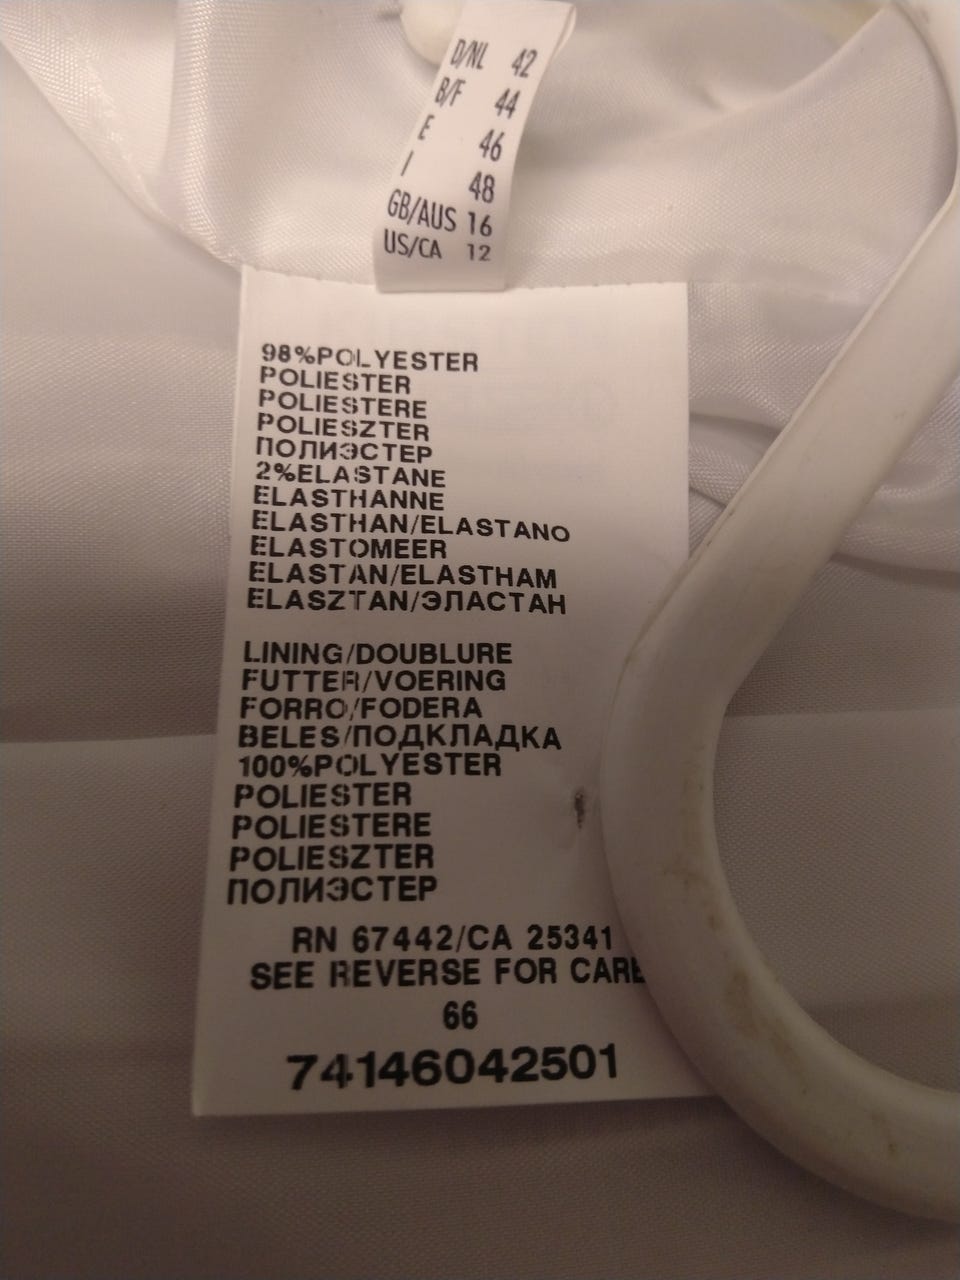 D/NL 42
B/F 44
E 46
I 48
GB/AUS 16
US/CA 12
98%POLYESTER
POLIESTER
POLIESTERE
POLIESZTER
ПОЛИЭСТЕР
2%ELASTANE
ELASTHANNE
ELASTHAN/ELASTANO
ELASTOMEER
ELASTAN/ELASTHAM
ELASZTAN/ЭЛАСТАН
LINING/DOUBLURE
FUTTER/VOERING
FORRO/FODERA
BELES/ПОДКЛАДКА
100%POLYESTER
POLIESTER
POLIESTERE
POLIESZTER
ПОЛИЭСТЕР
RN 67442/CA 25341
SEE REVERSE FOR CARE
66
74146042501